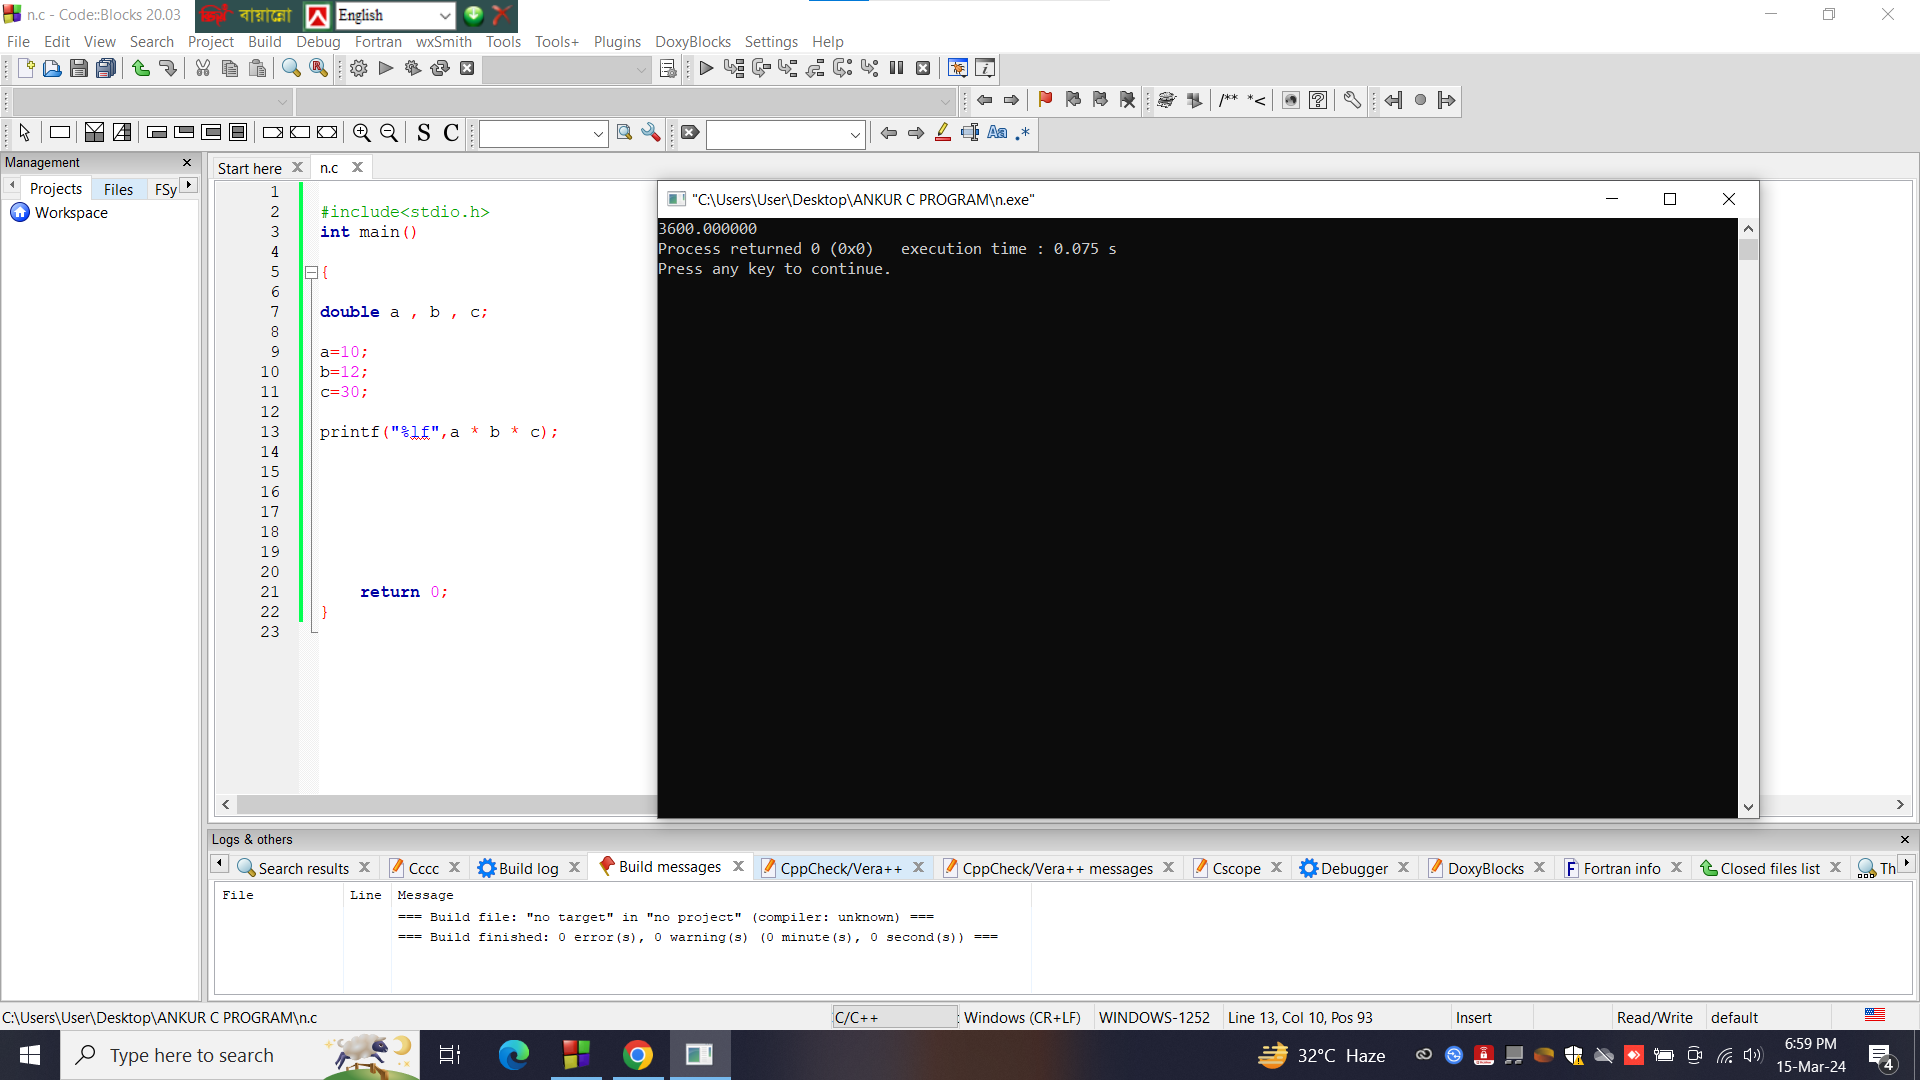 n.c - Code::Blocks 20.03
বায়ান্নো
English
File Edit View Search Project Build Debug Fortran wxSmith Tools Tools+ Plugins DoxyBlocks Settings Help
/** *<
S C
Aa .*
Management
Projects Files FSy
Workspace
Start here n.c
1
2 #include<stdio.h>
3 int main()
4
5 {
6
7 double a , b , c;
8
9 a=10;
10 b=12;
11 c=30;
12
13 printf("%lf",a * b * c);
14
15
16
17
18
19
20
21 return 0;
22 }
23
"C:\Users\User\Desktop\ANKUR C PROGRAM\n.exe"
3600.000000
Process returned 0 (0x0)   execution time : 0.075 s
Press any key to continue.
Logs & others
Search results Cccc Build log Build messages CppCheck/Vera++ CppCheck/Vera++ messages Cscope Debugger DoxyBlocks Fortran info Closed files list Th
File Line Message
=== Build file: "no target" in "no project" (compiler: unknown) ===
=== Build finished: 0 error(s), 0 warning(s) (0 minute(s), 0 second(s)) ===
C:\Users\User\Desktop\ANKUR C PROGRAM\n.c C/C++ Windows (CR+LF) WINDOWS-1252 Line 13, Col 10, Pos 93 Insert Read/Write default
Type here to search
32°C Haze
6:59 PM
15-Mar-24
4